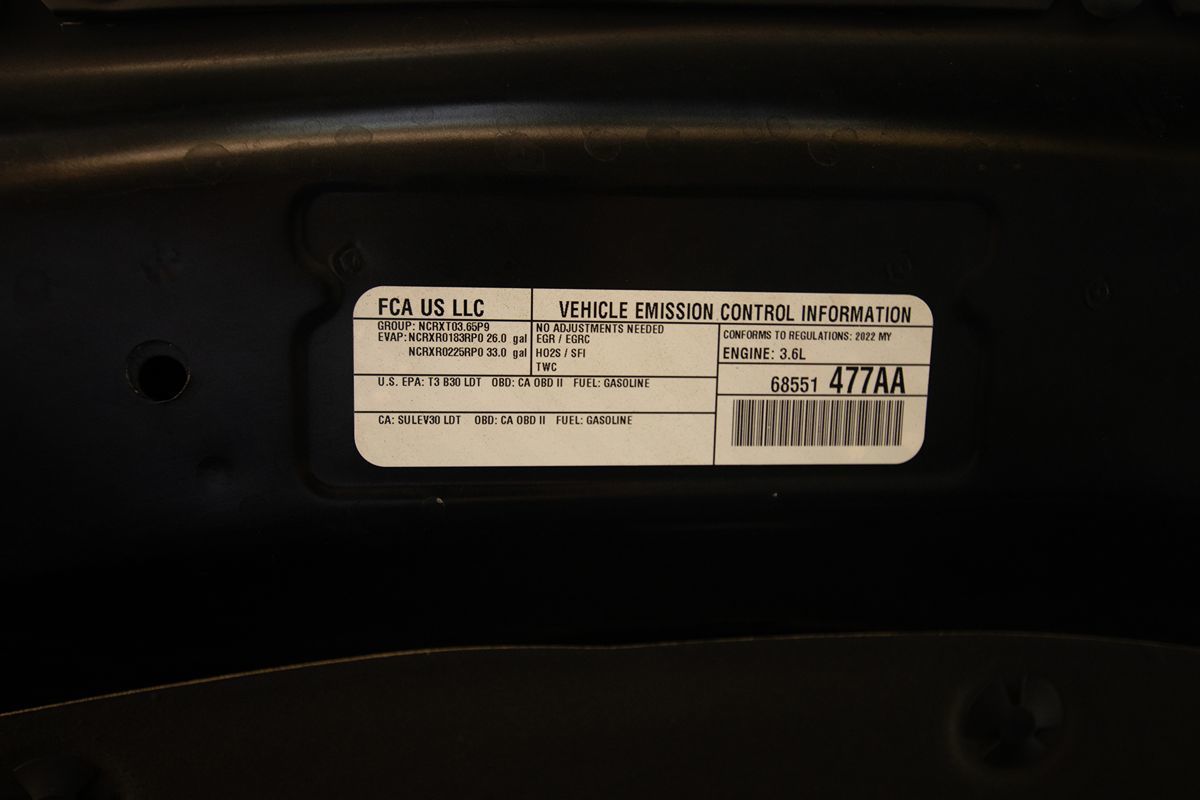 FCA US LLC
VEHICLE EMISSION CONTROL INFORMATION
GROUP: NCRXT03.65P9
EVAP: NCRXR0183RP0 26.0 gal
NCRXR0225RP0 33.0 gal
NO ADJUSTMENTS NEEDED
EGR / EGRC
HO2S / SFI
TWC
CONFORMS TO REGULATIONS: 2022 MY
ENGINE: 3.6L
68551 477AA
U.S. EPA: T3 B30 LDT OBD: CA OBD II FUEL: GASOLINE
CA: SULEV30 LDT OBD: CA OBD II FUEL: GASOLINE